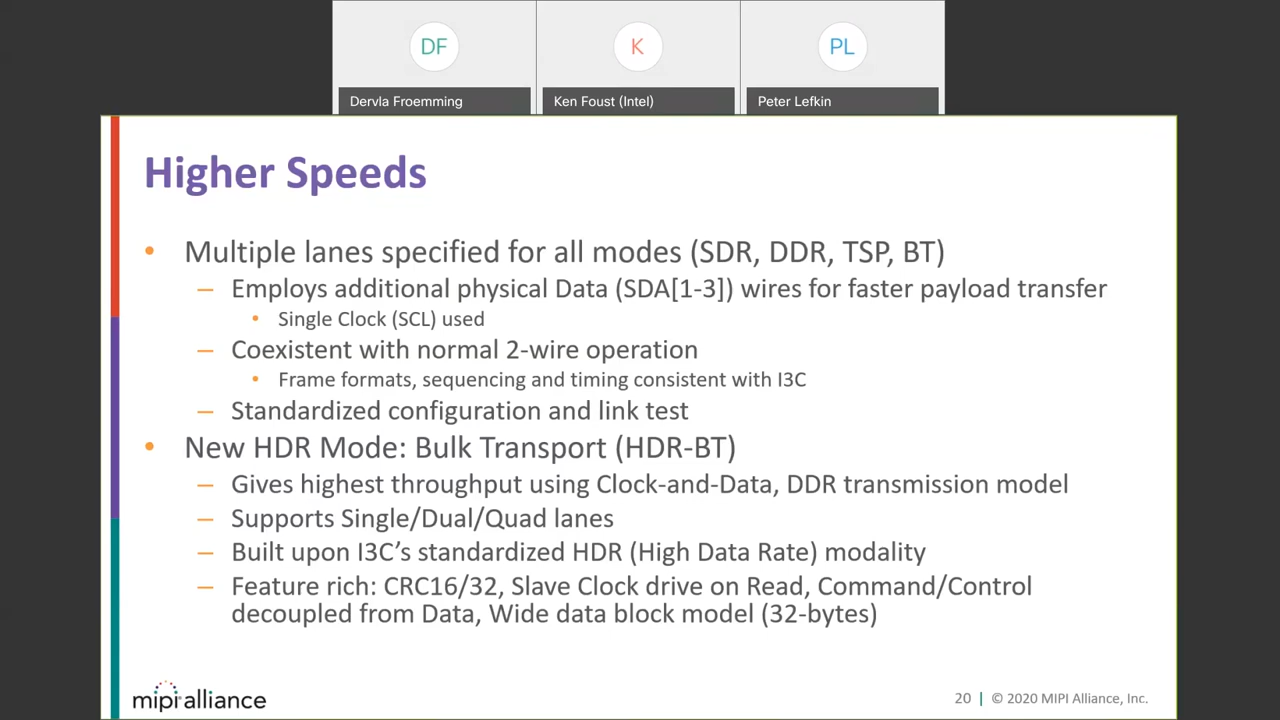 DF
K
PL
Dervla Froemming
Ken Foust (Intel)
Peter Lefkin
Higher Speeds
• Multiple lanes specified for all modes (SDR, DDR, TSP, BT)
– Employs additional physical Data (SDA[1-3]) wires for faster payload transfer
• Single Clock (SCL) used
– Coexistent with normal 2-wire operation
• Frame formats, sequencing and timing consistent with I3C
– Standardized configuration and link test
• New HDR Mode: Bulk Transport (HDR-BT)
– Gives highest throughput using Clock-and-Data, DDR transmission model
– Supports Single/Dual/Quad lanes
– Built upon I3C’s standardized HDR (High Data Rate) modality
– Feature rich: CRC16/32, Slave Clock drive on Read, Command/Control
decoupled from Data, Wide data block model (32-bytes)
mipi alliance
20 | © 2020 MIPI Alliance, Inc.